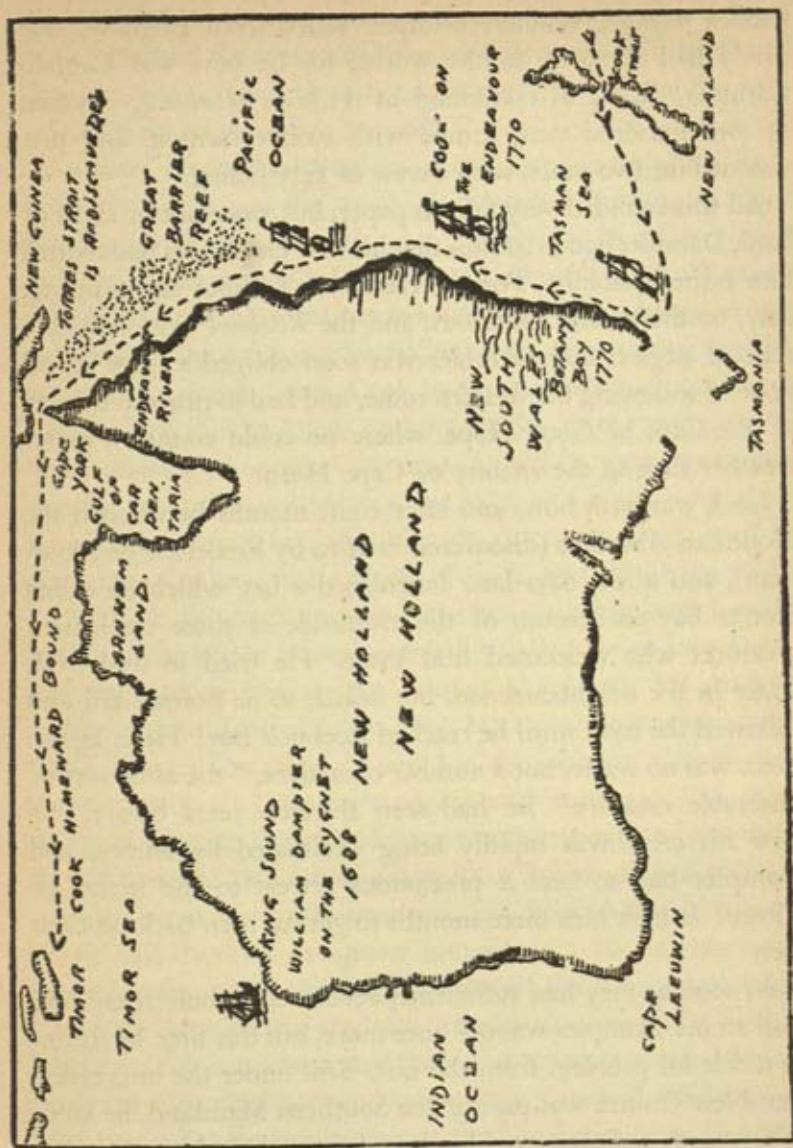 NEW GUINEA
TORRES STRAIT
IS
GREAT
BARRIER
REEF
PACIFIC
OCEAN
COOK ON
THE
ENDEAVOUR
1770
COOK
STRAIT
NEW ZEALAND
TASMAN
SEA
CAPE
YORK
ENDEAVOUR
RIVER
GULF
OF
CAR
PEN
TARIA
ARNHEM
LAND
NEW
SOUTH
WALES
BOTANY
BAY
1770
TASMANIA
COOK HOMEWARD BOUND
TIMOR
TIMOR SEA
NEW HOLLAND
NEW HOLLAND
KING SOUND
WILLIAM DAMPIER
ON THE CYGNET
1688
INDIAN
OCEAN
CAPE
LEEUWIN